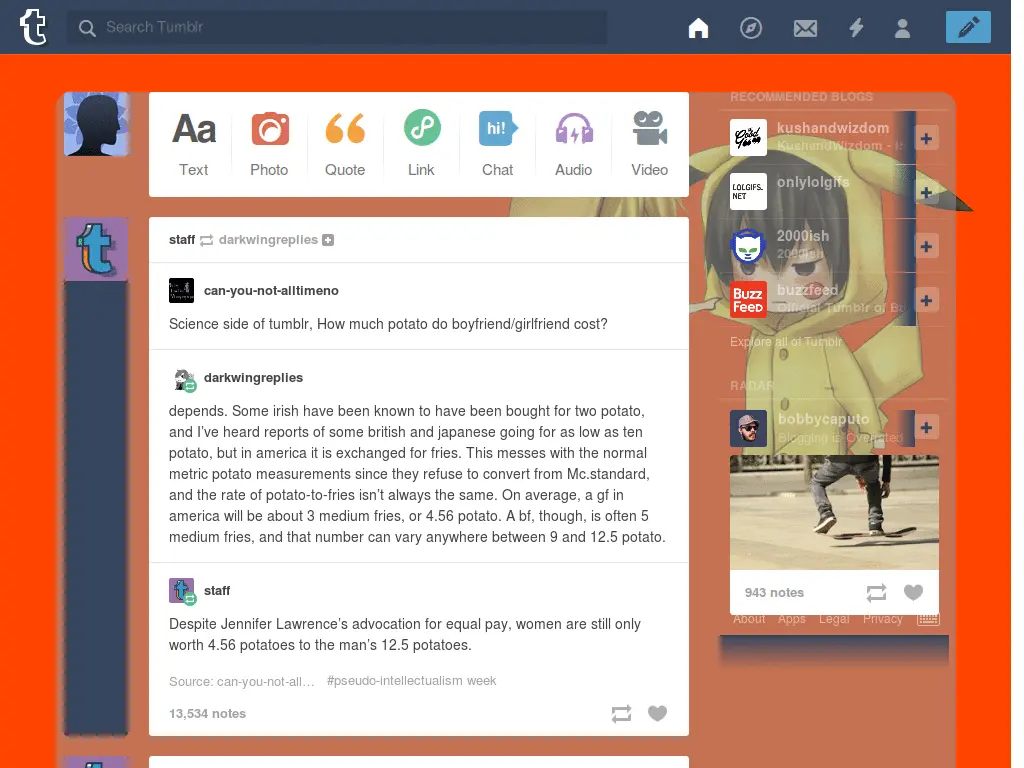 Search Tumblr
Aa
Text
Photo
Quote
Link
hi!
Chat
Audio
Video
staff darkwingreplies
can-you-not-alltimeno
Science side of tumblr, How much potato do boyfriend/girlfriend cost?
darkwingreplies
depends. Some irish have been known to have been bought for two potato,
and I've heard reports of some british and japanese going for as low as ten
potato, but in america it is exchanged for fries. This messes with the normal
metric potato measurements since they refuse to convert from Mc.standard,
and the rate of potato-to-fries isn't always the same. On average, a gf in
america will be about 3 medium fries, or 4.56 potato. A bf, though, is often 5
medium fries, and that number can vary anywhere between 9 and 12.5 potato.
staff
Despite Jennifer Lawrence's advocation for equal pay, women are still only
worth 4.56 potatoes to the man's 12.5 potatoes.
Source: can-you-not-all… #pseudo-intellectualism week
13,534 notes
RECOMMENDED BLOGS
kushandwizdom
KushandWizdom -
onlylolgifs
LOLGIFS.
NET
2000ish
2000ish
Buzz
Feed
buzzfeed
Official Tumblr of
Explore all of Tumblr
RADAR
bobbycaputo
Blogging is Overrated
943 notes
About Apps Legal Privacy